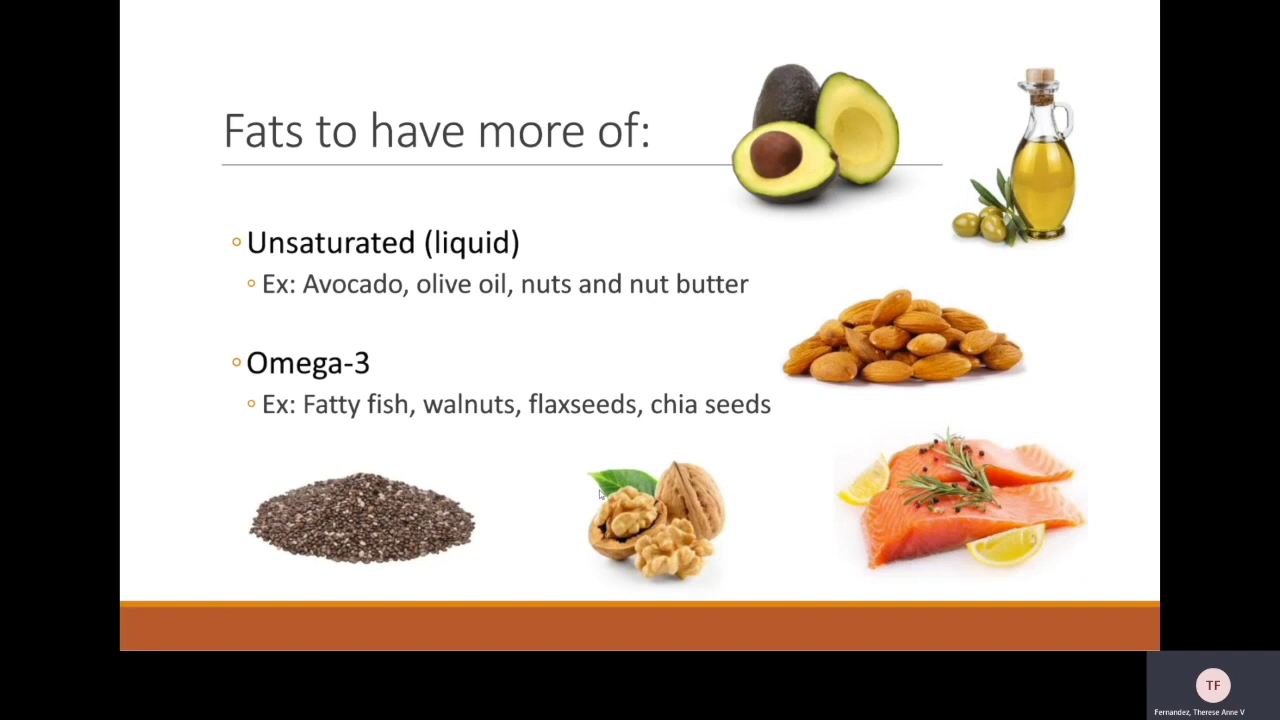 Fats to have more of:
Unsaturated (liquid)
Ex: Avocado, olive oil, nuts and nut butter
Omega-3
Ex: Fatty fish, walnuts, flaxseeds, chia seeds
TF
Fernandez, Therese Anne V